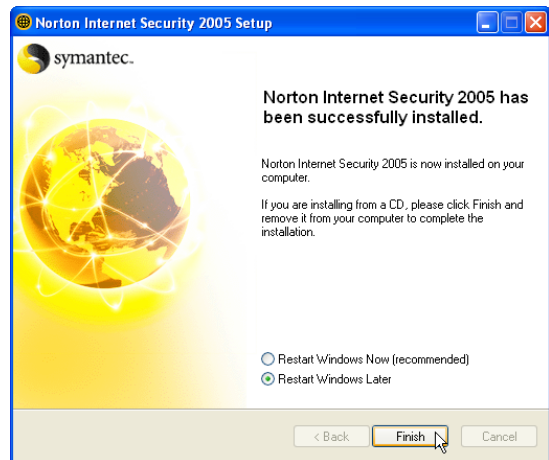 Norton Internet Security 2005 Setup
symantec.
Norton Internet Security 2005 has
been successfully installed.
Norton Internet Security 2005 is now installed on your
computer.
If you are installing from a CD, please click Finish and
remove it from your computer to complete the
installation.
Restart Windows Now (recommended)
Restart Windows Later
< Back Finish Cancel